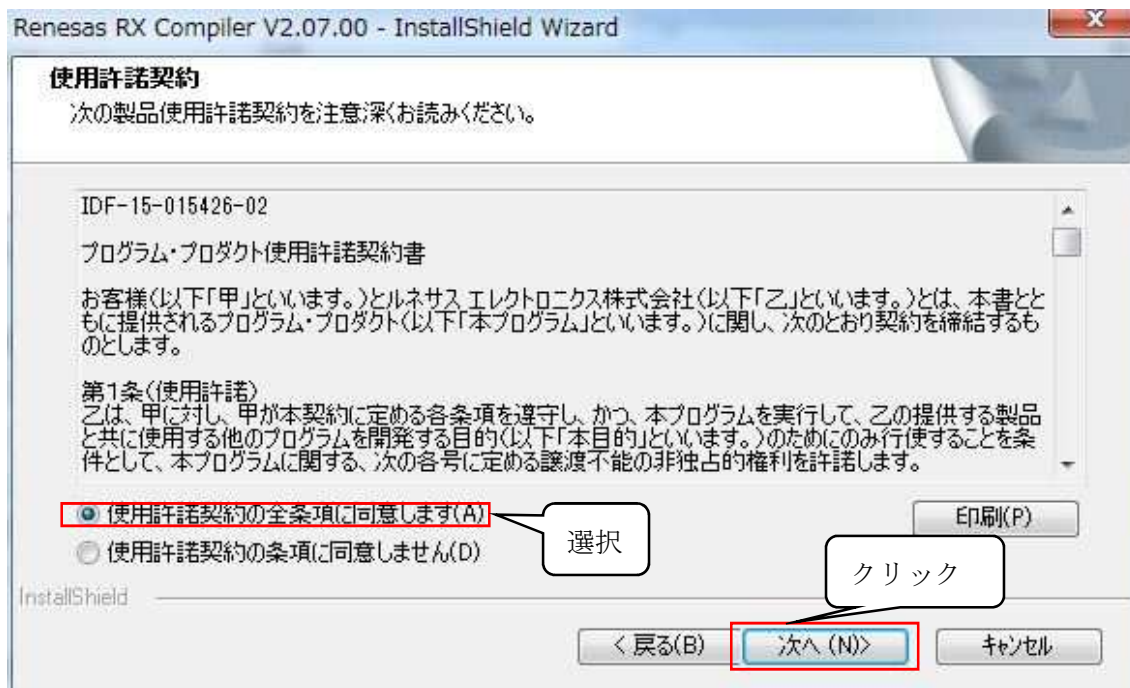 Renesas RX Compiler V2.07.00 - InstallShield Wizard
使用許諾契約
次の製品使用許諾契約を注意深くお読みください。
IDF-15-015426-02
プログラム・プロダクト使用許諾契約書
お客様(以下「甲」といいます。)とルネサス エレクトロニクス株式会社(以下「乙」といいます。)とは、本書とと
もに提供されるプログラム・プロダクト(以下「本プログラム」といいます。)に関し、次のとおり契約を締結するも
のとします。
第1条(使用許諾)
乙は、甲に対し、甲が本契約に定める各条項を遵守し、かつ、本プログラムを実行して、乙の提供する製品
と共に使用する他のプログラムを開発する目的(以下「本目的」といいます。)のためにのみ行使することを条
件として、本プログラムに関する、次の各号に定める譲渡不能の非独占的権利を許諾します。
使用許諾契約の全条項に同意します(A)
選択
印刷(P)
使用許諾契約の条項に同意しません(D)
クリック
InstallShield
< 戻る(B)
次へ (N)>
キャンセル